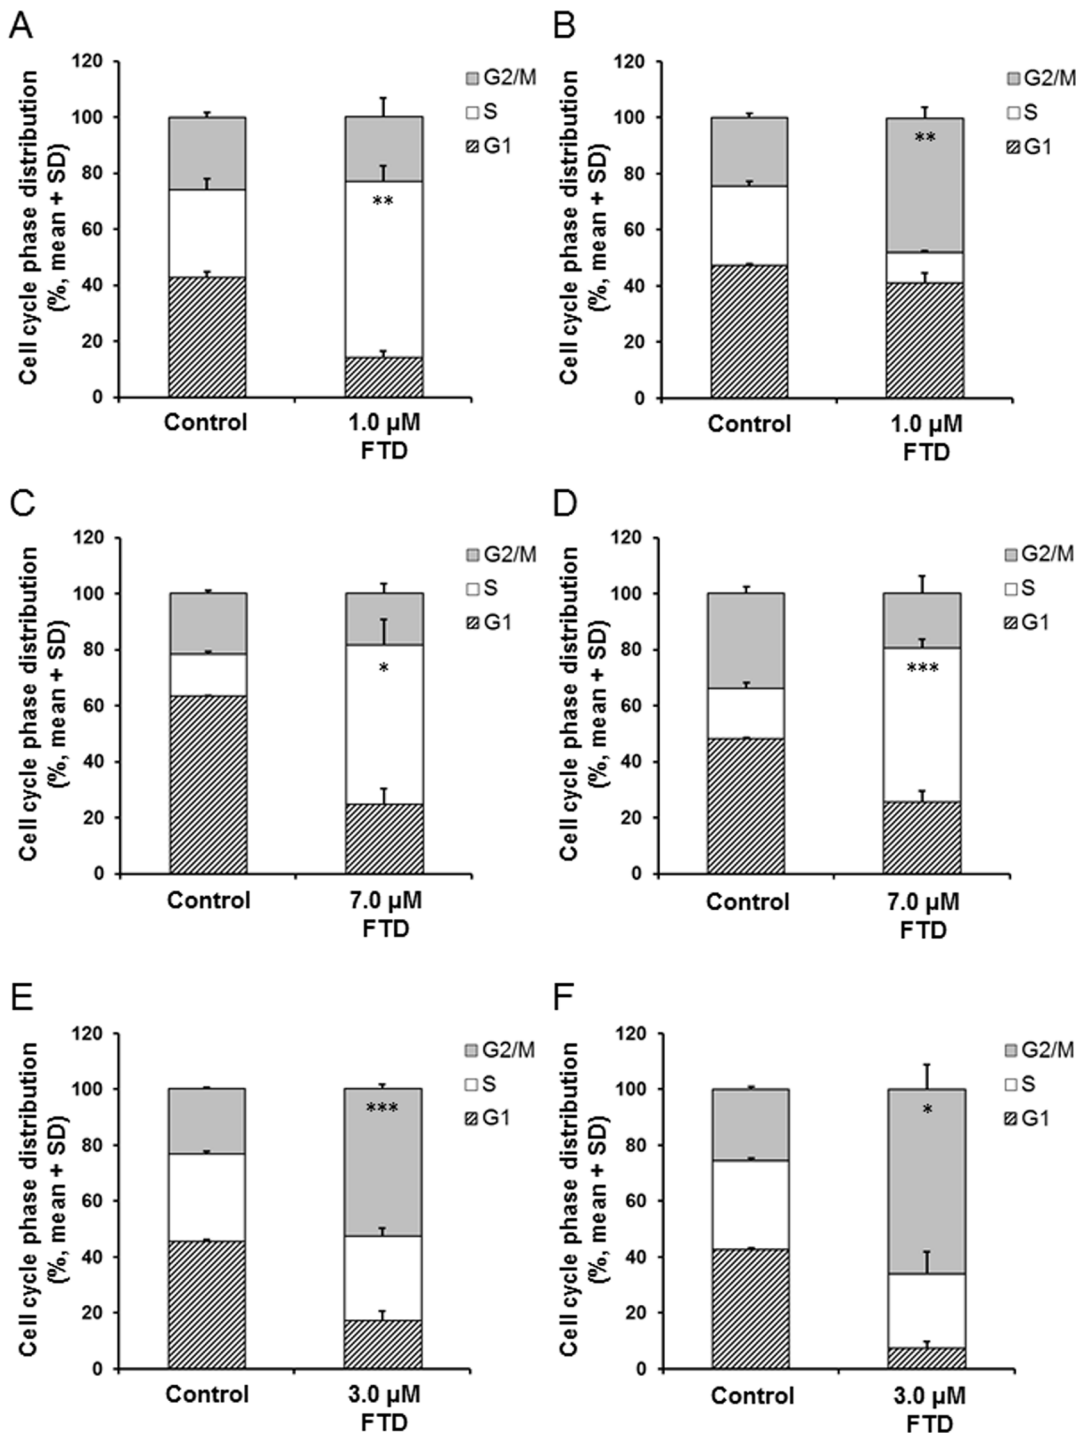 A
Cell cycle phase distribution
(%, mean + SD)
120
100
80
60
40
20
0
**
G2/M
S
G1
Control
1.0 µM
FTD
B
Cell cycle phase distribution
(%, mean + SD)
120
100
80
60
40
20
0
**
G2/M
S
G1
Control
1.0 µM
FTD
C
Cell cycle phase distribution
(%, mean + SD)
120
100
80
60
40
20
0
*
G2/M
S
G1
Control
7.0 µM
FTD
D
Cell cycle phase distribution
(%, mean + SD)
120
100
80
60
40
20
0
***
G2/M
S
G1
Control
7.0 µM
FTD
E
Cell cycle phase distribution
(%, mean + SD)
120
100
80
60
40
20
0
***
G2/M
S
G1
Control
3.0 µM
FTD
F
Cell cycle phase distribution
(%, mean + SD)
120
100
80
60
40
20
0
*
G2/M
S
G1
Control
3.0 µM
FTD